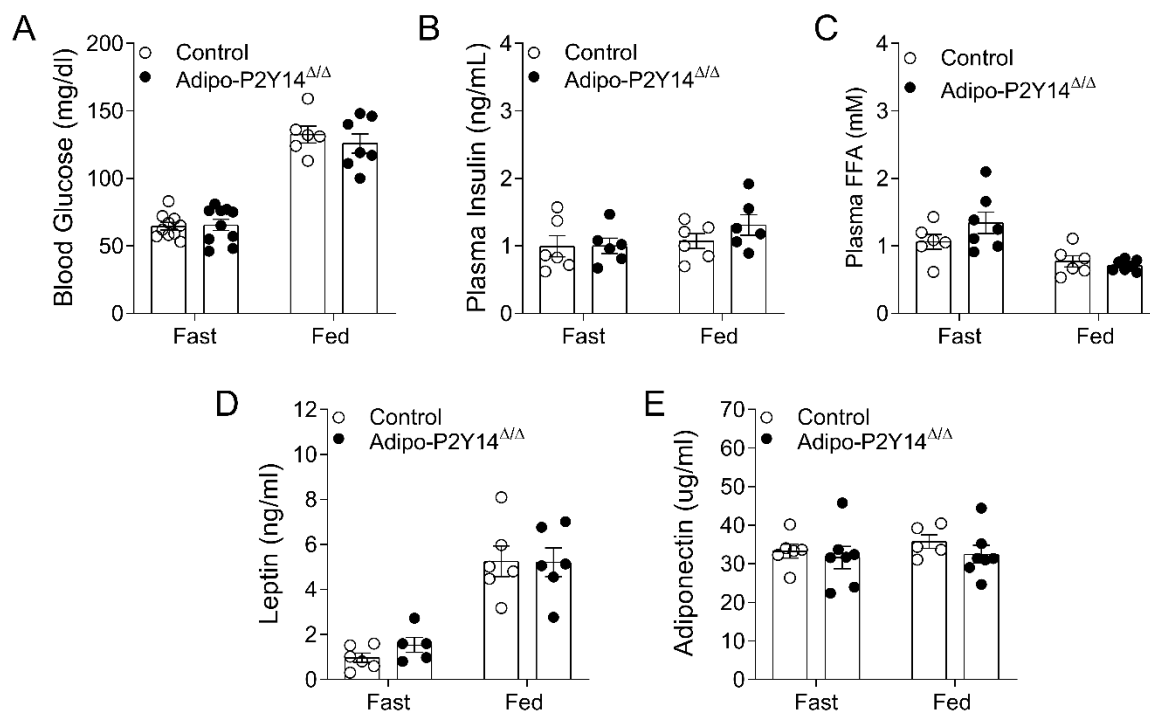 A
Blood Glucose (mg/dl)
200
150
100
50
0
Control
Adipo-P2Y14Δ/Δ
Fast
Fed
B
Plasma Insulin (ng/mL)
4
3
2
1
0
Control
Adipo-P2Y14Δ/Δ
Fast
Fed
C
Plasma FFA (mM)
4
3
2
1
0
Control
Adipo-P2Y14Δ/Δ
Fast
Fed
D
Leptin (ng/ml)
12
10
8
6
4
2
0
Control
Adipo-P2Y14Δ/Δ
Fast
Fed
E
Adiponectin (ug/ml)
70
60
50
40
30
20
10
0
Control
Adipo-P2Y14Δ/Δ
Fast
Fed